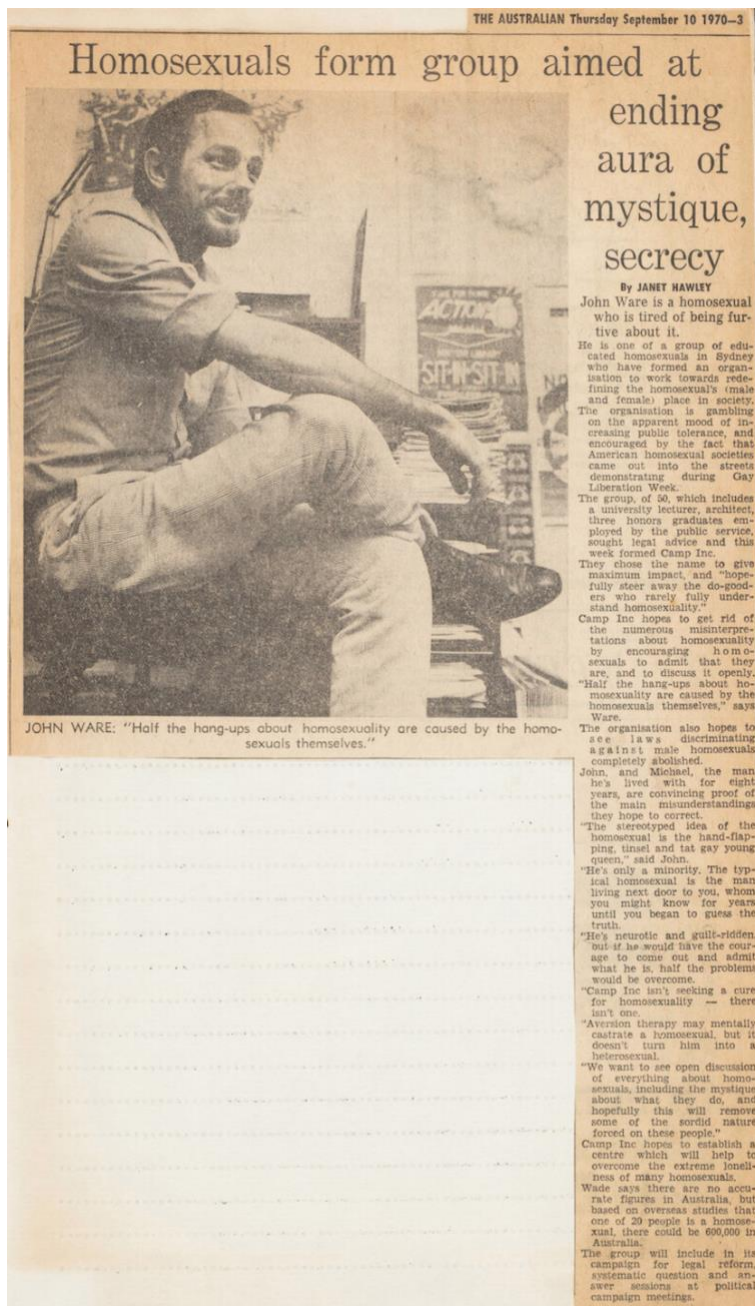 THE AUSTRALIAN Thursday September 10 1970—3
Homosexuals form group aimed at
ending
aura of
mystique,
secrecy
By JANET HAWLEY
John Ware is a homosexual
who is tired of being fur-
tive about it.
He is one of a group of edu-
cated homosexuals in Sydney
who have formed an organ-
isation to work towards rede-
fining the homosexual's (male
and female) place in society.
The organisation is gambling
on the apparent mood of in-
creasing public tolerance, and
encouraged by the fact that
American homosexual societies
came out into the streets
demonstrating during Gay
Liberation Week.
The group, of 50, which includes
a university lecturer, architect,
three honors graduates em-
ployed by the public service,
sought legal advice and this
week formed Camp Inc.
They chose the name to give
maximum impact, and "hope-
fully steer away the do-good-
ers who rarely fully under-
stand homosexuality."
Camp Inc hopes to get rid of
the numerous misinterpre-
tations about homosexuality
by encouraging homo-
sexuals to admit that they
are, and to discuss it openly.
"Half the hang-ups about ho-
mosexuality are caused by the
homosexuals themselves," says
Ware.
The organisation also hopes to
see laws discriminating
against male homosexuals
completely abolished.
John, and Michael, the man
he's lived with for eight
years, are convincing proof of
the main misunderstandings
they hope to correct.
"The stereotyped idea of the
homosexual is the hand-flap-
ping, tinsel and tat gay young
queen," said John.
"He's only a minority. The typ-
ical homosexual is the man
living next door to you, whom
you might know for years
until you began to guess the
truth.
"He's neurotic and guilt-ridden
but if he would have the cour-
age to come out and admit
what he is, half the problems
would be overcome.
"Camp Inc isn't seeking a cure
for homosexuality — there
isn't one.
"Aversion therapy may mentally
castrate a homosexual, but it
doesn't turn him into a
heterosexual.
"We want to see open discussion
of everything about homo-
sexuals, including the mystique
about what they do, and
hopefully this will remove
some of the sordid nature
forced on these people."
Camp Inc hopes to establish a
centre which will help to
overcome the extreme loneli-
ness of many homosexuals.
Wade says there are no accu-
rate figures in Australia, but
based on overseas studies that
one of 20 people is a homose-
xual, there could be 600,000 in
Australia.
The group will include in its
campaign for legal reform,
systematic question and an-
swer sessions at political
campaign meetings.
ACTION
SIT-IN SIT-IN
JOHN WARE: "Half the hang-ups about homosexuality are caused by the homo-
sexuals themselves."